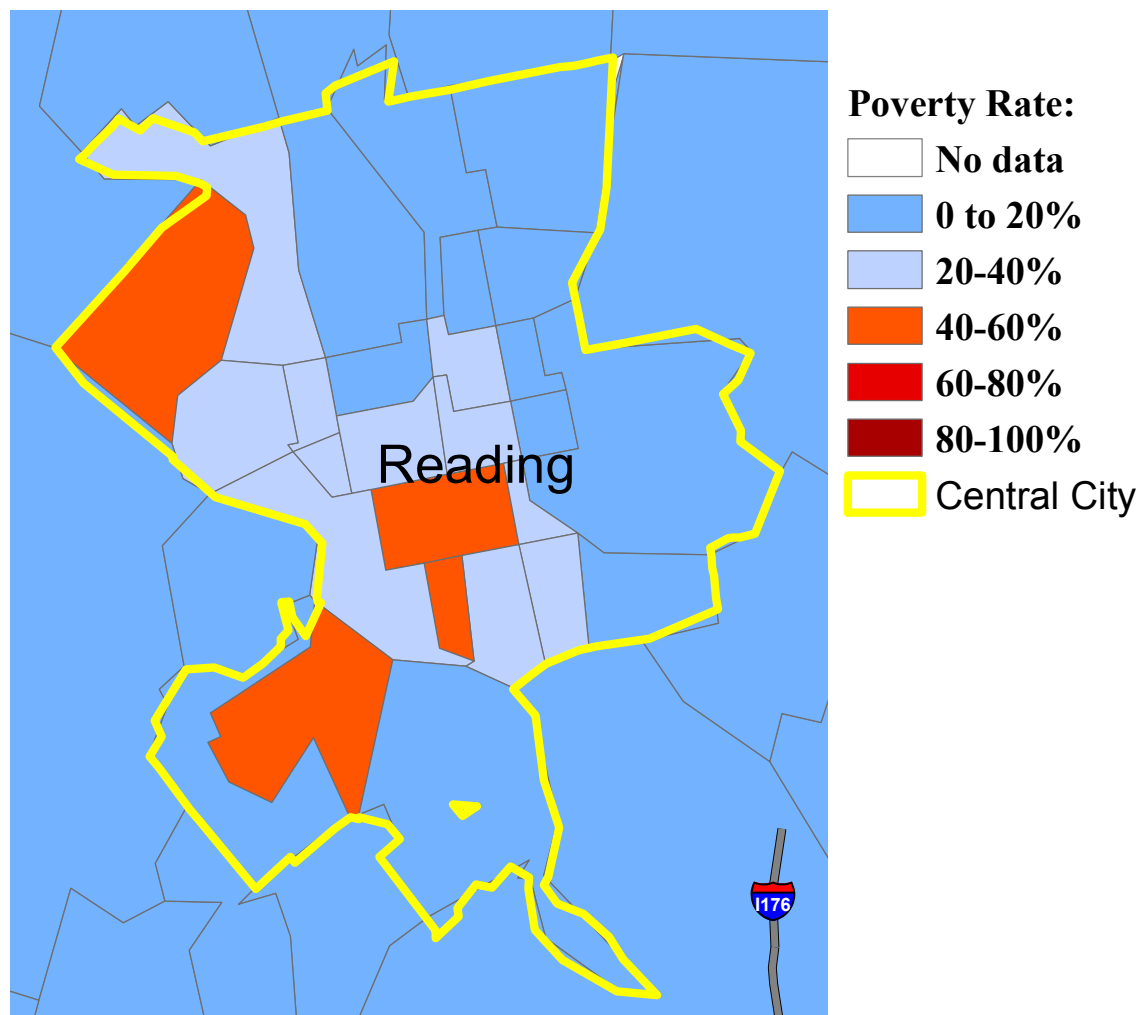 Poverty Rate:
No data
0 to 20%
20-40%
40-60%
60-80%
80-100%
Central City
Reading
I176